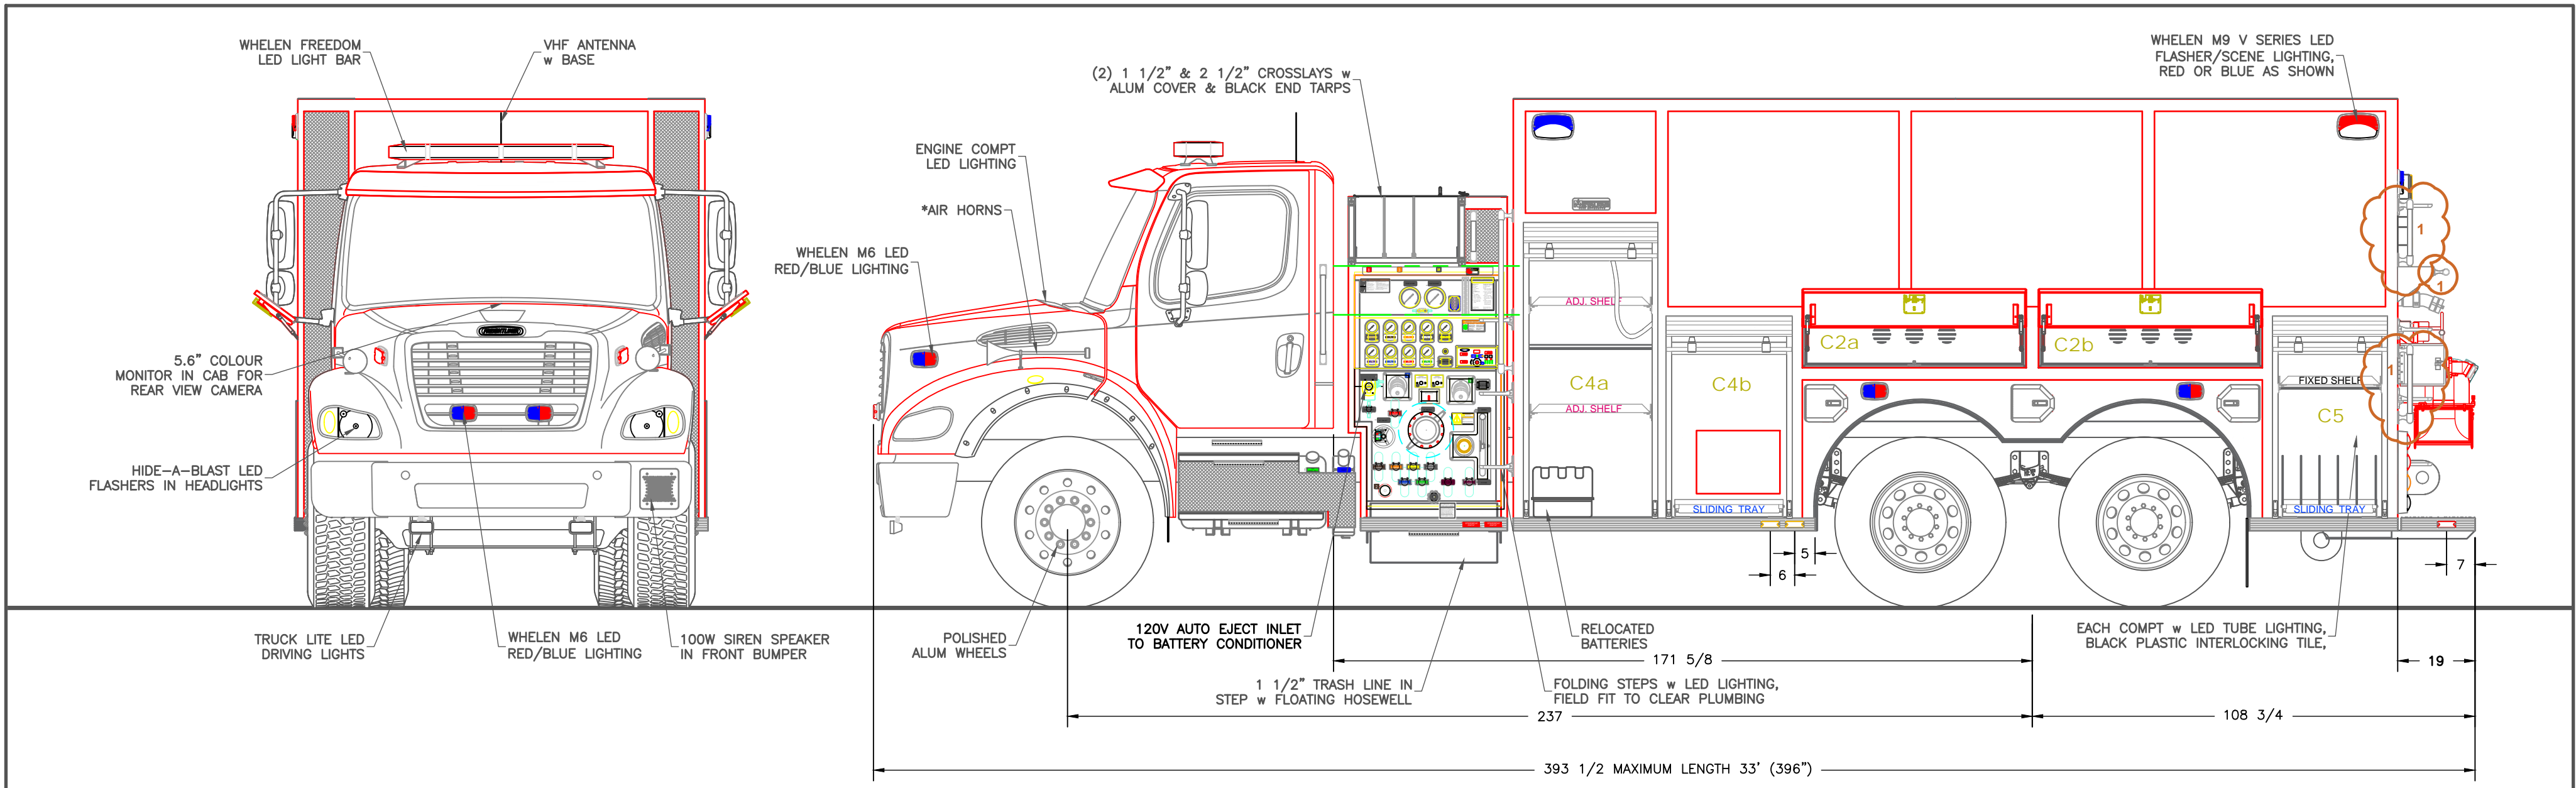 WHELEN FREEDOM
LED LIGHT BAR
VHF ANTENNA
w BASE
5.6" COLOUR
MONITOR IN CAB FOR
REAR VIEW CAMERA
HIDE-A-BLAST LED
FLASHERS IN HEADLIGHTS
TRUCK LITE LED
DRIVING LIGHTS
WHELEN M6 LED
RED/BLUE LIGHTING
100W SIREN SPEAKER
IN FRONT BUMPER
(2) 1 1/2" & 2 1/2" CROSSLAYS w
ALUM COVER & BLACK END TARPS
ENGINE COMPT
LED LIGHTING
*AIR HORNS
WHELEN M6 LED
RED/BLUE LIGHTING
WHELEN M9 V SERIES LED
FLASHER/SCENE LIGHTING,
RED OR BLUE AS SHOWN
1
1
1
ADJ. SHELF
C4a
ADJ. SHELF
C4b
SLIDING TRAY
C2a
C2b
FIXED SHELF
C5
SLIDING TRAY
5
6
7
POLISHED
ALUM WHEELS
120V AUTO EJECT INLET
TO BATTERY CONDITIONER
RELOCATED
BATTERIES
EACH COMPT w LED TUBE LIGHTING,
BLACK PLASTIC INTERLOCKING TILE,
171 5/8
19
1 1/2" TRASH LINE IN
STEP w FLOATING HOSEWELL
FOLDING STEPS w LED LIGHTING,
FIELD FIT TO CLEAR PLUMBING
237
108 3/4
393 1/2 MAXIMUM LENGTH 33' (396")